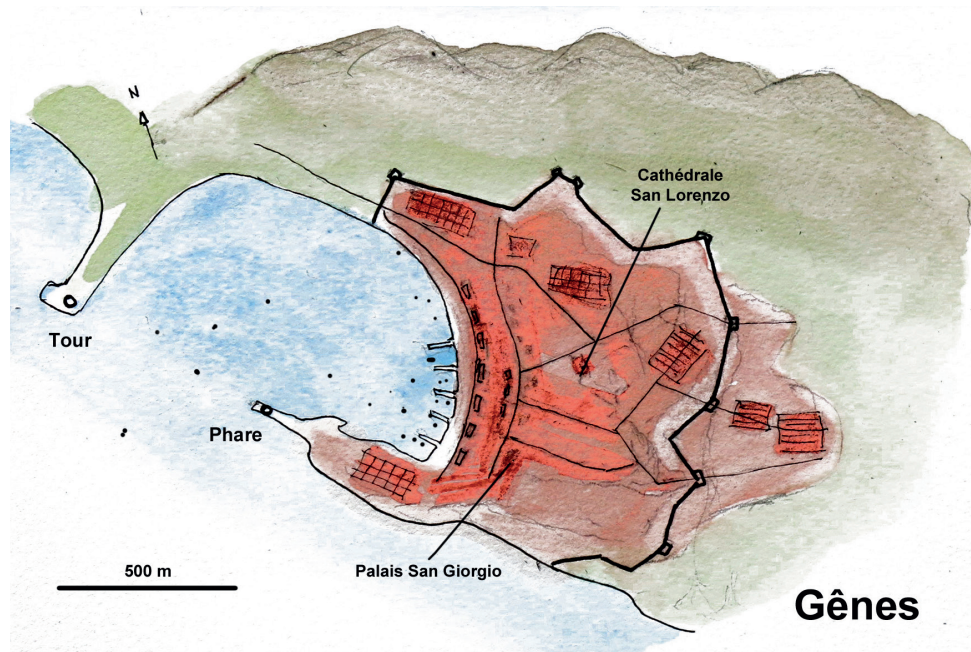 N
Cathédrale
San Lorenzo
Tour
Phare
500 m
Palais San Giorgio
Gênes